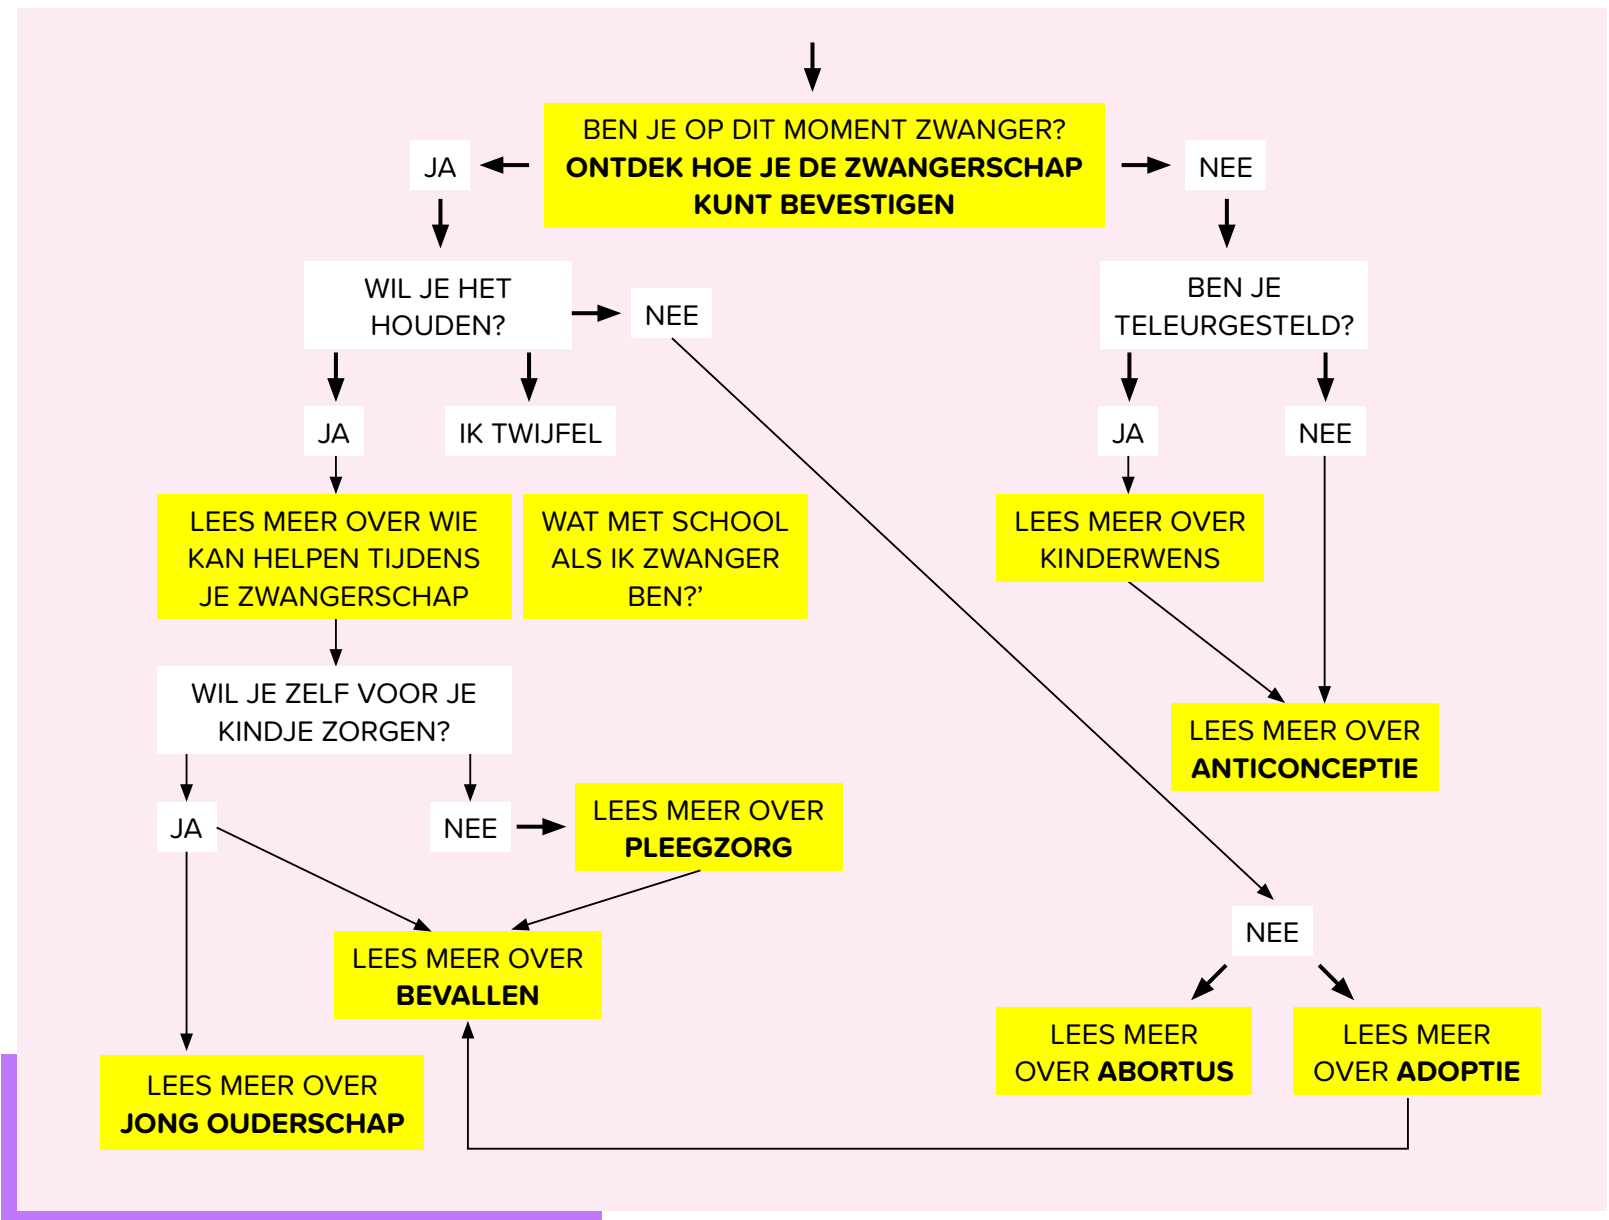 BEN JE OP DIT MOMENT ZWANGER?
ONTDEK HOE JE DE ZWANGERSCHAP
KUNT BEVESTIGEN
JA
NEE
WIL JE HET
HOUDEN?
NEE
BEN JE
TELEURGESTELD?
JA
IK TWIJFEL
JA
NEE
LEES MEER OVER WIE
KAN HELPEN TIJDENS
JE ZWANGERSCHAP
WAT MET SCHOOL
ALS IK ZWANGER
BEN?’
LEES MEER OVER
KINDERWENS
WIL JE ZELF VOOR JE
KINDJE ZORGEN?
LEES MEER OVER
ANTICONCEPTIE
JA
NEE
LEES MEER OVER
PLEEGZORG
LEES MEER OVER
BEVALLEN
NEE
LEES MEER
OVER ABORTUS
LEES MEER
OVER ADOPTIE
LEES MEER OVER
JONG OUDERSCHAP